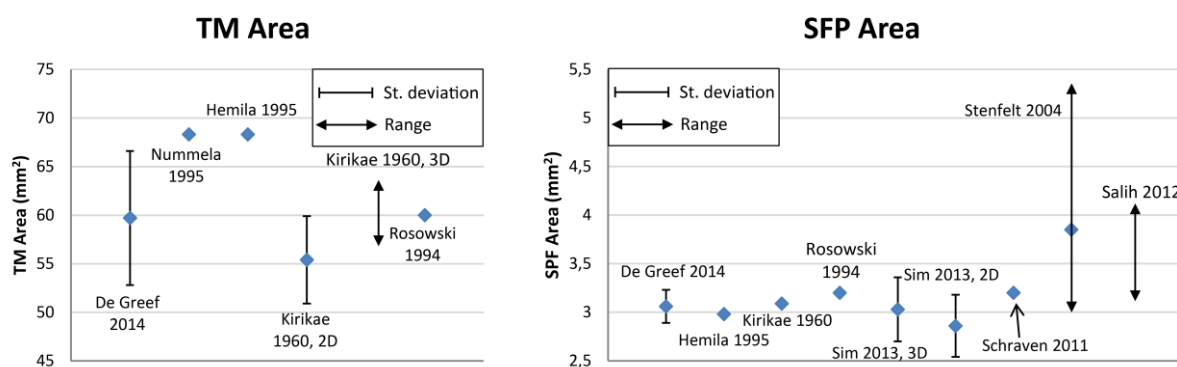 TM Area
75
70
65
60
55
50
45
TM Area (mm²)
St. deviation
Range
Hemila 1995
Nummela
1995
Kirikae 1960, 3D
Rosowski
1994
De Greef
2014
Kirikae
1960, 2D
SFP Area
5,5
5
4,5
4
3,5
3
2,5
SPF Area (mm²)
St. deviation
Range
Stenfelt 2004
Salih 2012
Rosowski
1994
De Greef 2014
Sim 2013, 2D
Kirikae 1960
Hemila 1995
Sim 2013, 3D
Schraven 2011